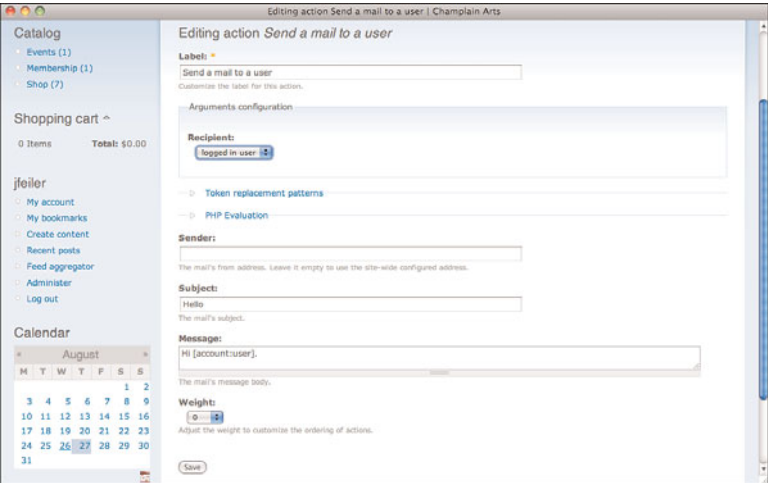 Editing action Send a mail to a user | Champlain Arts
Catalog
Events (1)
Membership (1)
Shop (7)
Shopping cart
0 Items Total: $0.00
jfeiler
My account
My bookmarks
Create content
Recent posts
Feed aggregator
Administer
Log out
Calendar
« August »
M T W T F S S
1 2
3 4 5 6 7 8 9
10 11 12 13 14 15 16
17 18 19 20 21 22 23
24 25 26 27 28 29 30
31
Editing action Send a mail to a user
Label: *
Send a mail to a user
Customize the label for this action.
Arguments configuration
Recipient:
logged in user
Token replacement patterns
PHP Evaluation
Sender:
The mail's from address. Leave it empty to use the site-wide configured address.
Subject:
Hello
The mail's subject.
Message:
Hi [account:user].
The mail's message body.
Weight:
0
Adjust the weight to customize the ordering of actions.
Save